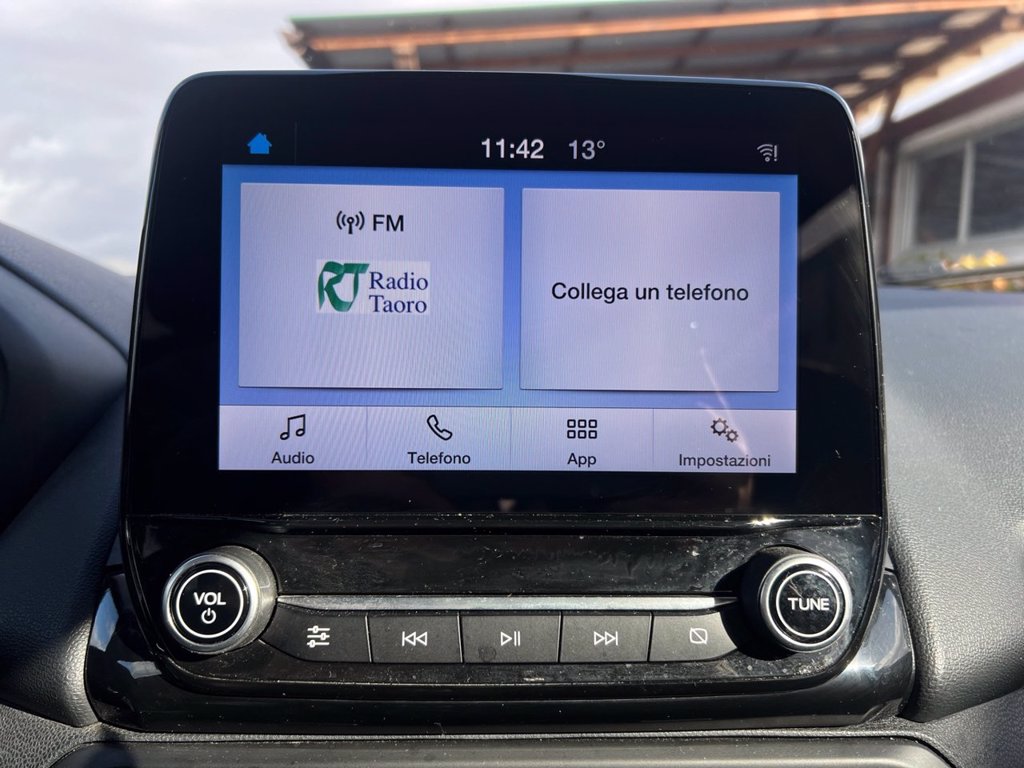 11:42 13°
FM
RT Radio
Taoro
Collega un telefono
Audio Telefono App Impostazioni
VOL
TUNE